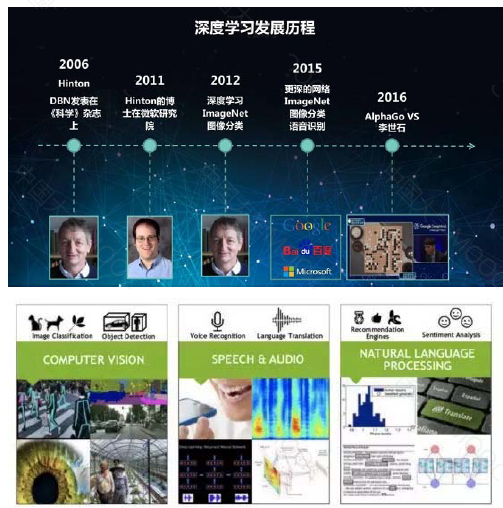 深度学习发展历程
2006
Hinton
DBN发表在
《科学》杂志
上
2011
Hinton的博
士在微软研究
院
2012
深度学习
ImageNet
图像分类
2015
更深的网络
ImageNet
图像分类
语音识别
2016
AlphaGo VS
李世石
Google
Bai du 百度
Microsoft
Image Classification
Object Detection
COMPUTER VISION
Voice Recognition
Language Translation
SPEECH & AUDIO
Recommendation
Engines
Sentiment Analysis
NATURAL LANGUAGE
PROCESSING
Translate